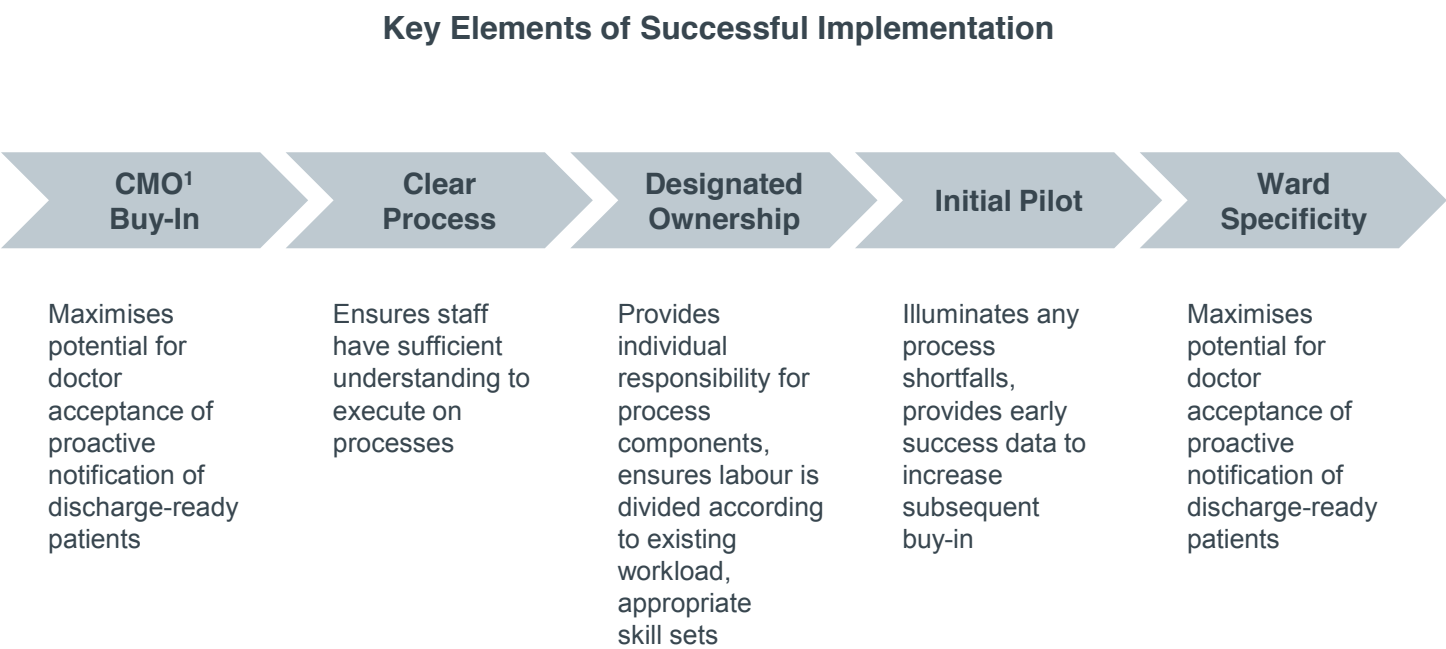 Key Elements of Successful Implementation
CMO¹
Buy-In
Clear
Process
Designated
Ownership
Initial Pilot
Ward
Specificity
Maximises
potential for
doctor
acceptance of
proactive
notification of
discharge-ready
patients
Ensures staff
have sufficient
understanding to
execute on
processes
Provides
individual
responsibility for
process
components,
ensures labour is
divided according
to existing
workload,
appropriate
skill sets
Illuminates any
process
shortfalls,
provides early
success data to
increase
subsequent
buy-in
Maximises
potential for
doctor
acceptance of
proactive
notification of
discharge-ready
patients